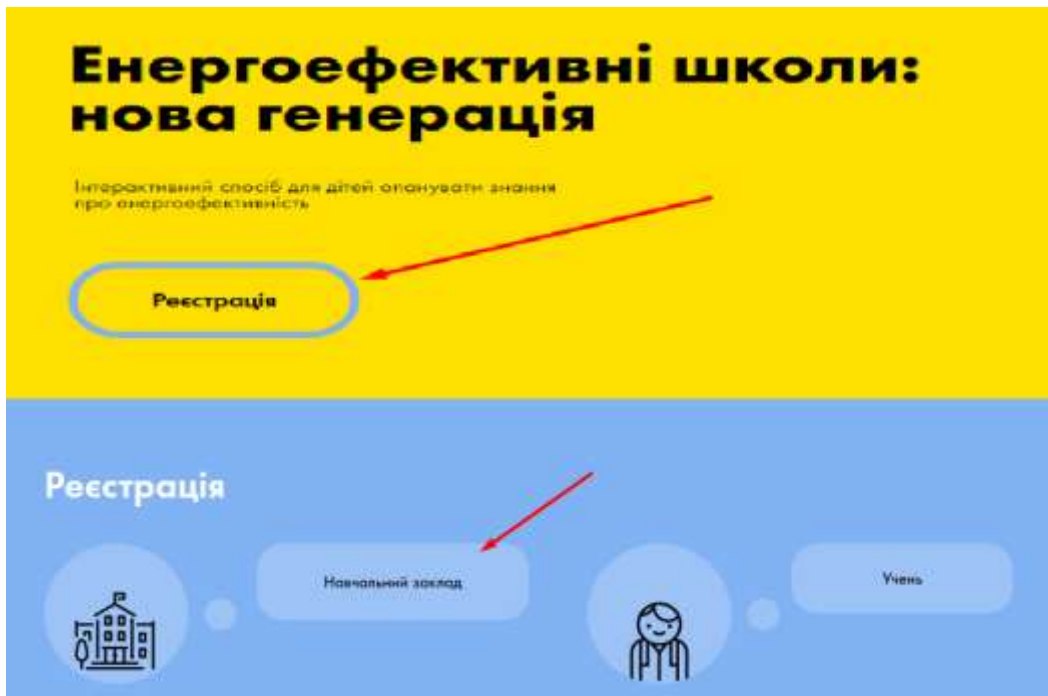 Енергоефективні школи:
нова генерація
Інтерактивний спосіб для дітей опанувати знання
про енергоефективність
Реєстрація
Реєстрація
Навчальний заклад
Учень